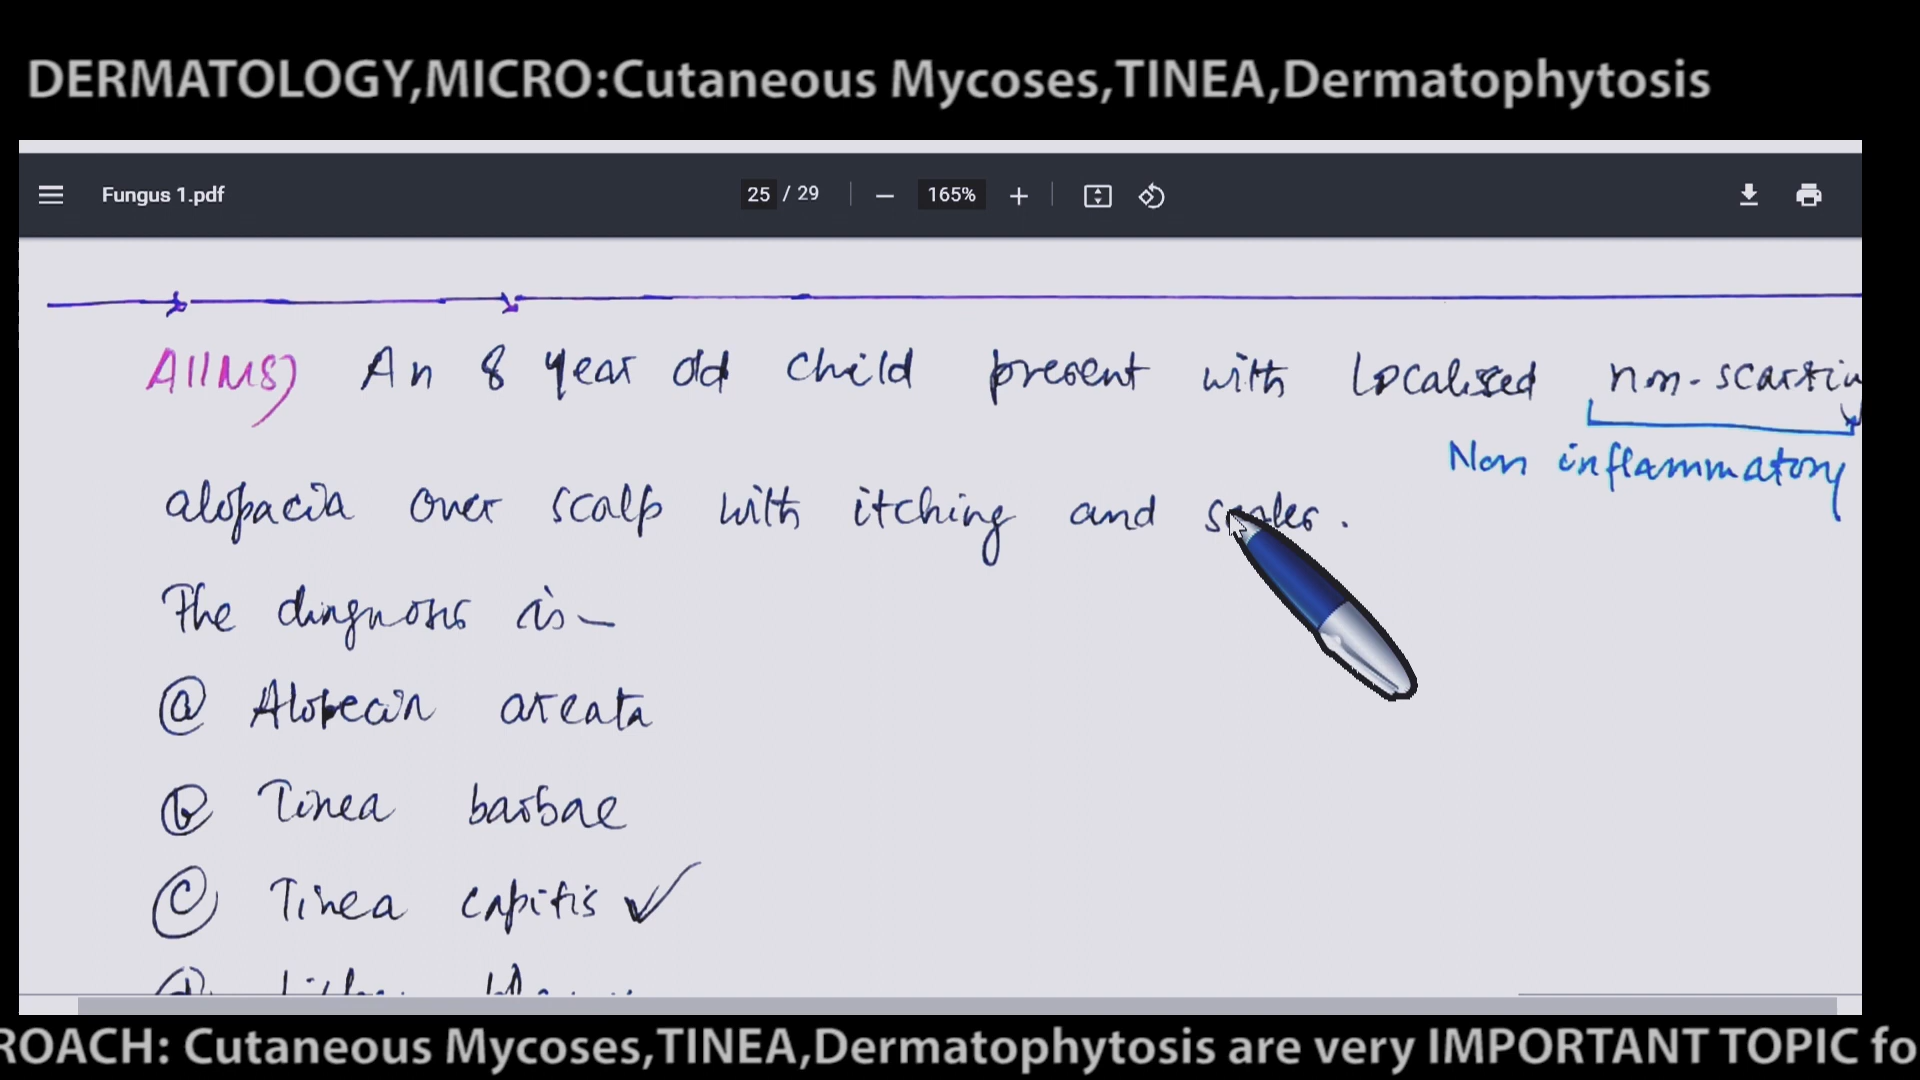 DERMATOLOGY,MICRO:Cutaneous Mycoses,TINEA,Dermatophytosis
Fungus 1.pdf 25 / 29 165%
AIIMS) An 8 year old child present with Localised non-scarrin
Non inflammatory
alopacia over scalp with itching and scales.
The diagnosis is-
(a) Alopecia areata
(b) Tinea barbae
(C) Tinea capitis ✓
ROACH: Cutaneous Mycoses,TINEA,Dermatophytosis are very IMPORTANT TOPIC fo